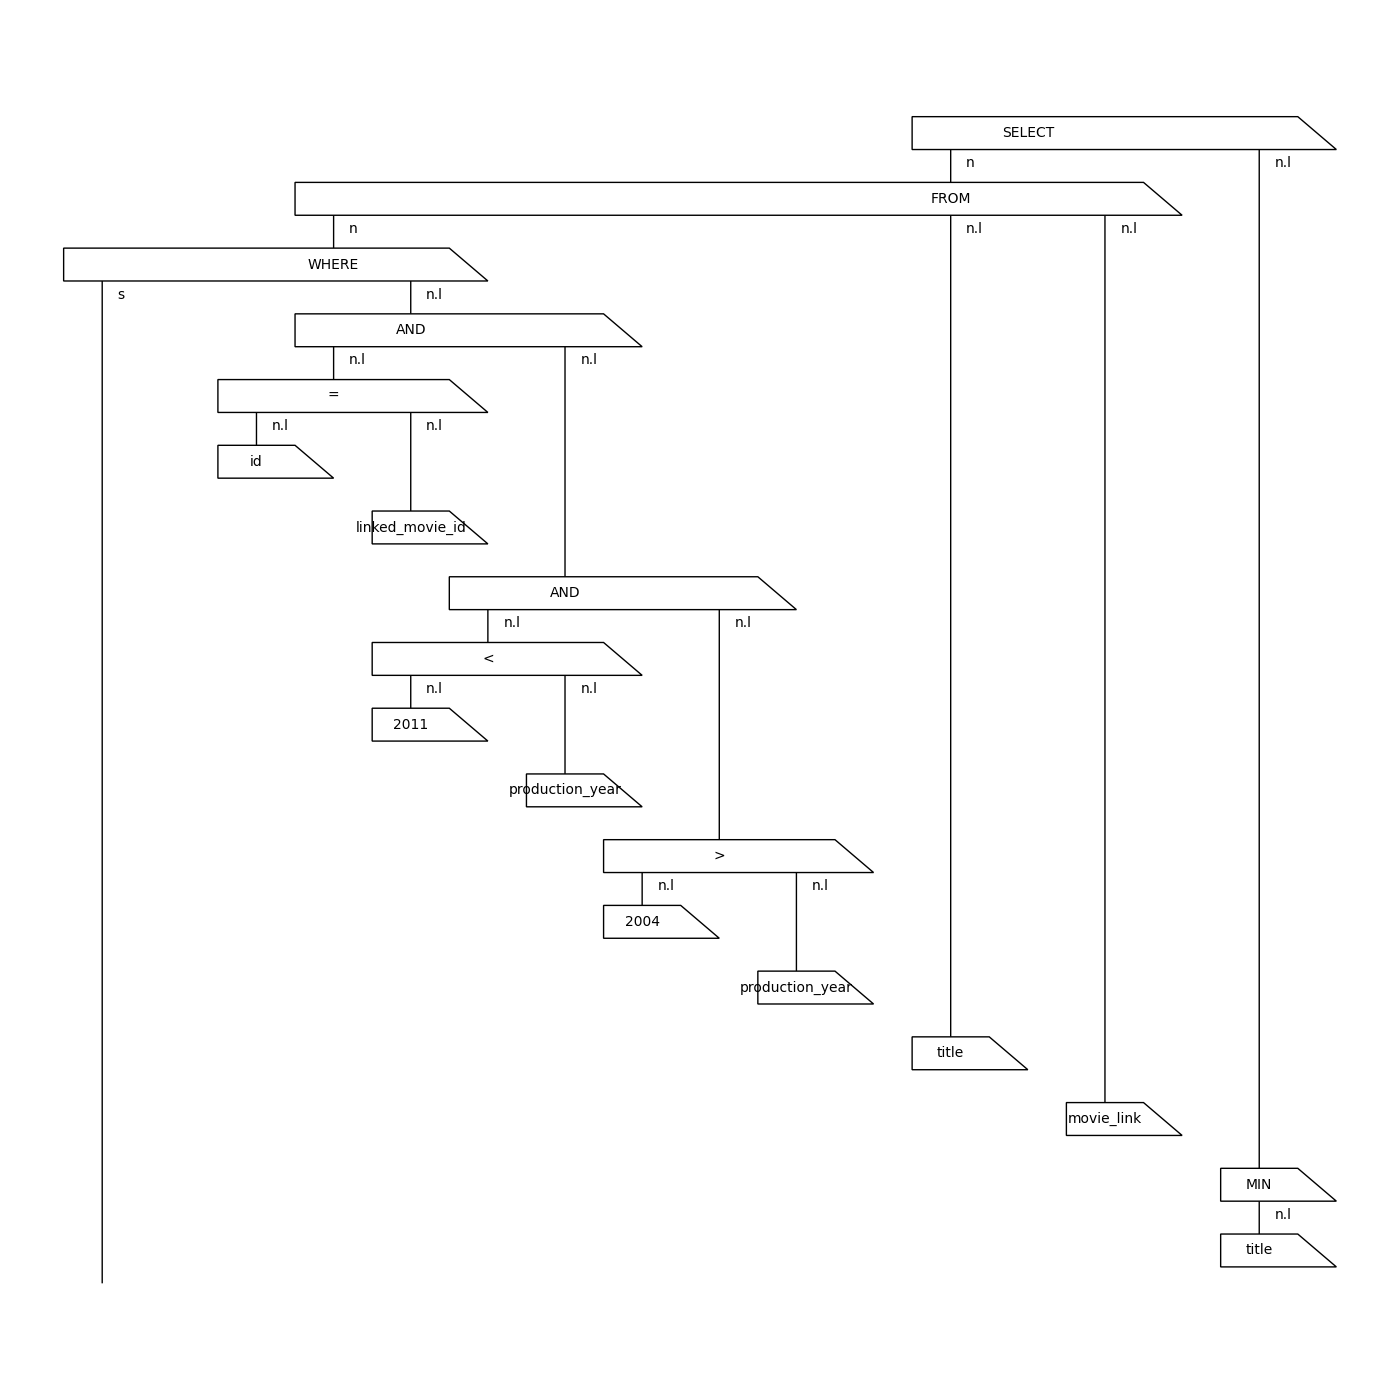 SELECT
n n.l
FROM
n n.l n.l
WHERE
s n.l
AND
n.l n.l
=
n.l n.l
id
linked_movie_id
AND
n.l n.l
<
n.l n.l
2011
production_year
>
n.l n.l
2004
production_year
title
movie_link
MIN
n.l
title